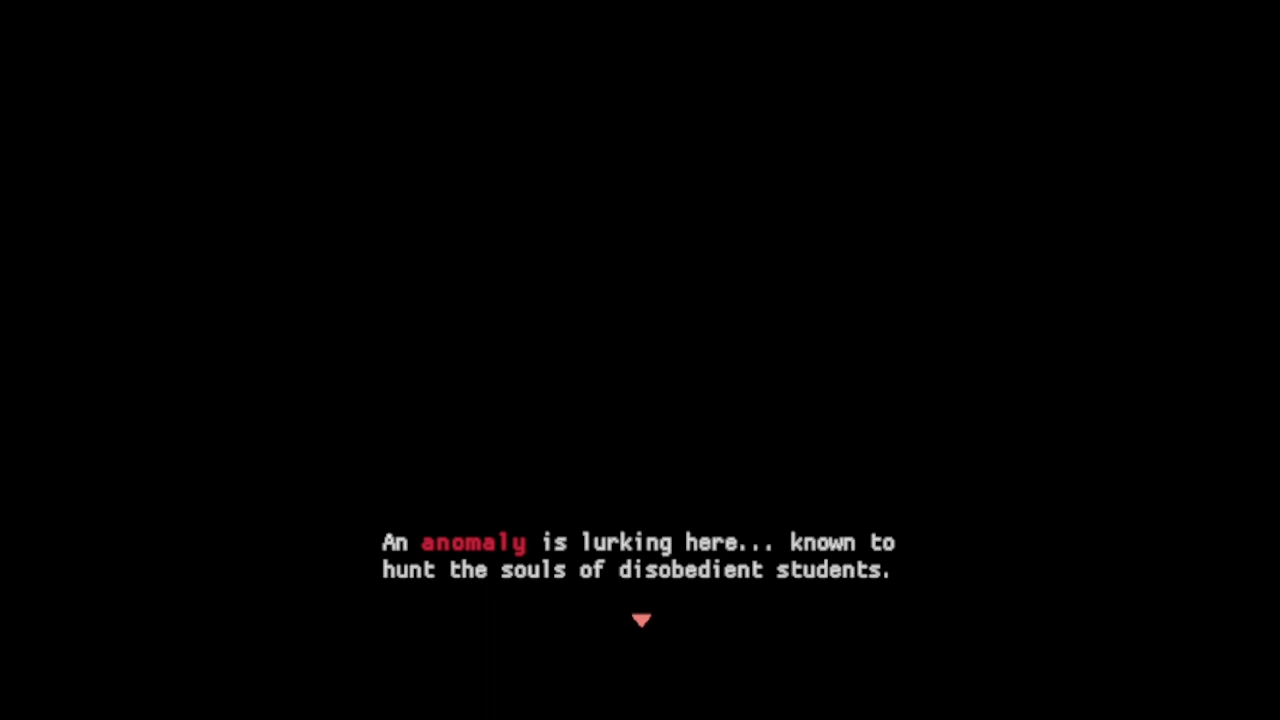 An anomaly is lurking here... known to
hunt the souls of disobedient students.